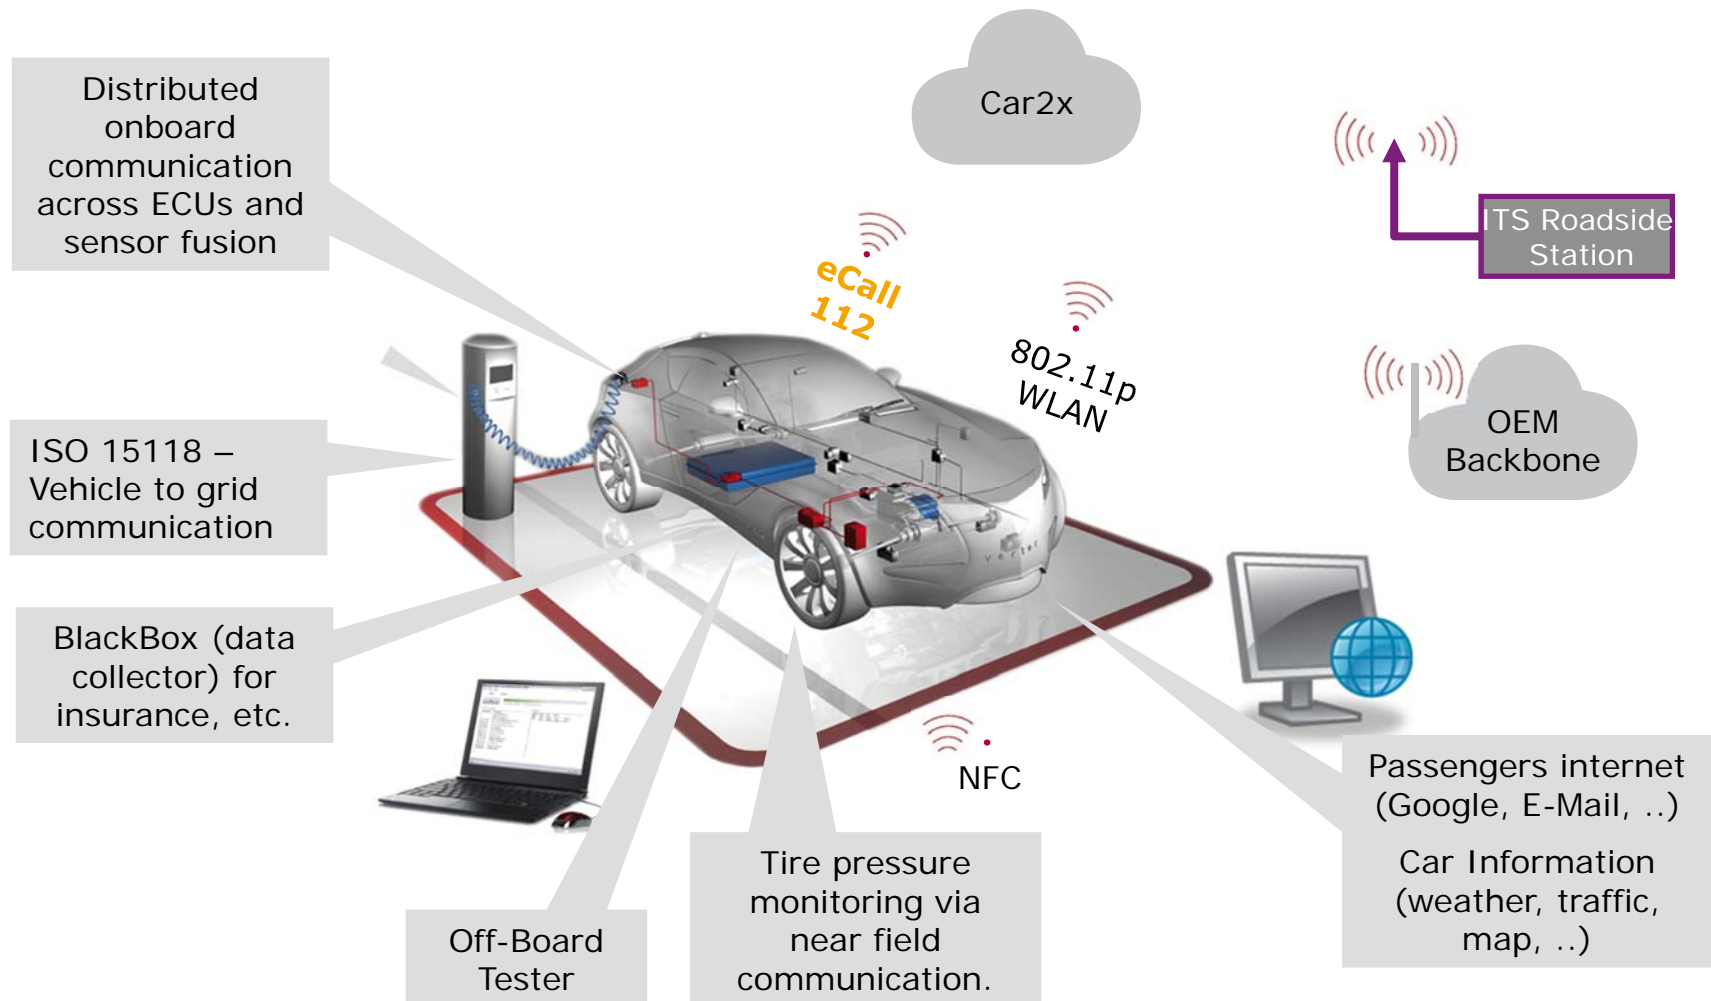 Car2x
Distributed
onboard
communication
across ECUs and
sensor fusion
ITS Roadside
Station
eCall
112
802.11p
WLAN
OEM
Backbone
ISO 15118 –
Vehicle to grid
communication
BlackBox (data
collector) for
insurance, etc.
NFC
Passengers internet
(Google, E-Mail, ..)
Car Information
(weather, traffic,
map, ..)
Tire pressure
monitoring via
near field
communication.
Off-Board
Tester